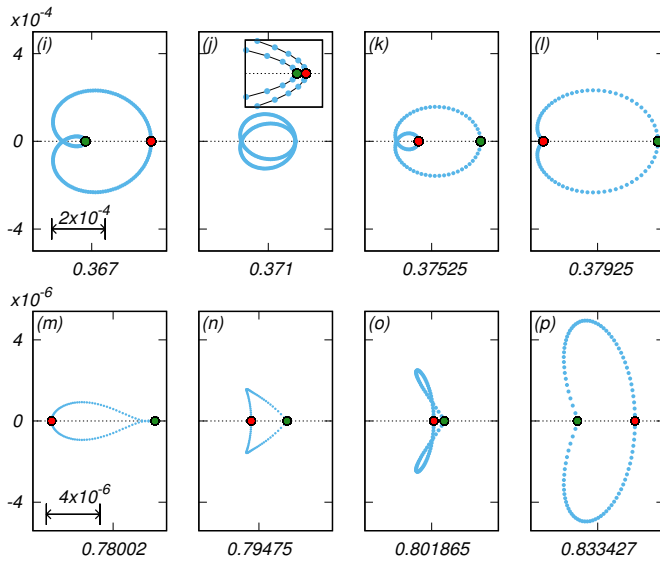 x10⁻⁴
(i) (j) (k) (l)
4
0
2x10⁻⁴
-4
0.367 0.371 0.37525 0.37925
x10⁻⁶
(m) (n) (o) (p)
4
0
4x10⁻⁶
-4
0.78002 0.79475 0.801865 0.833427